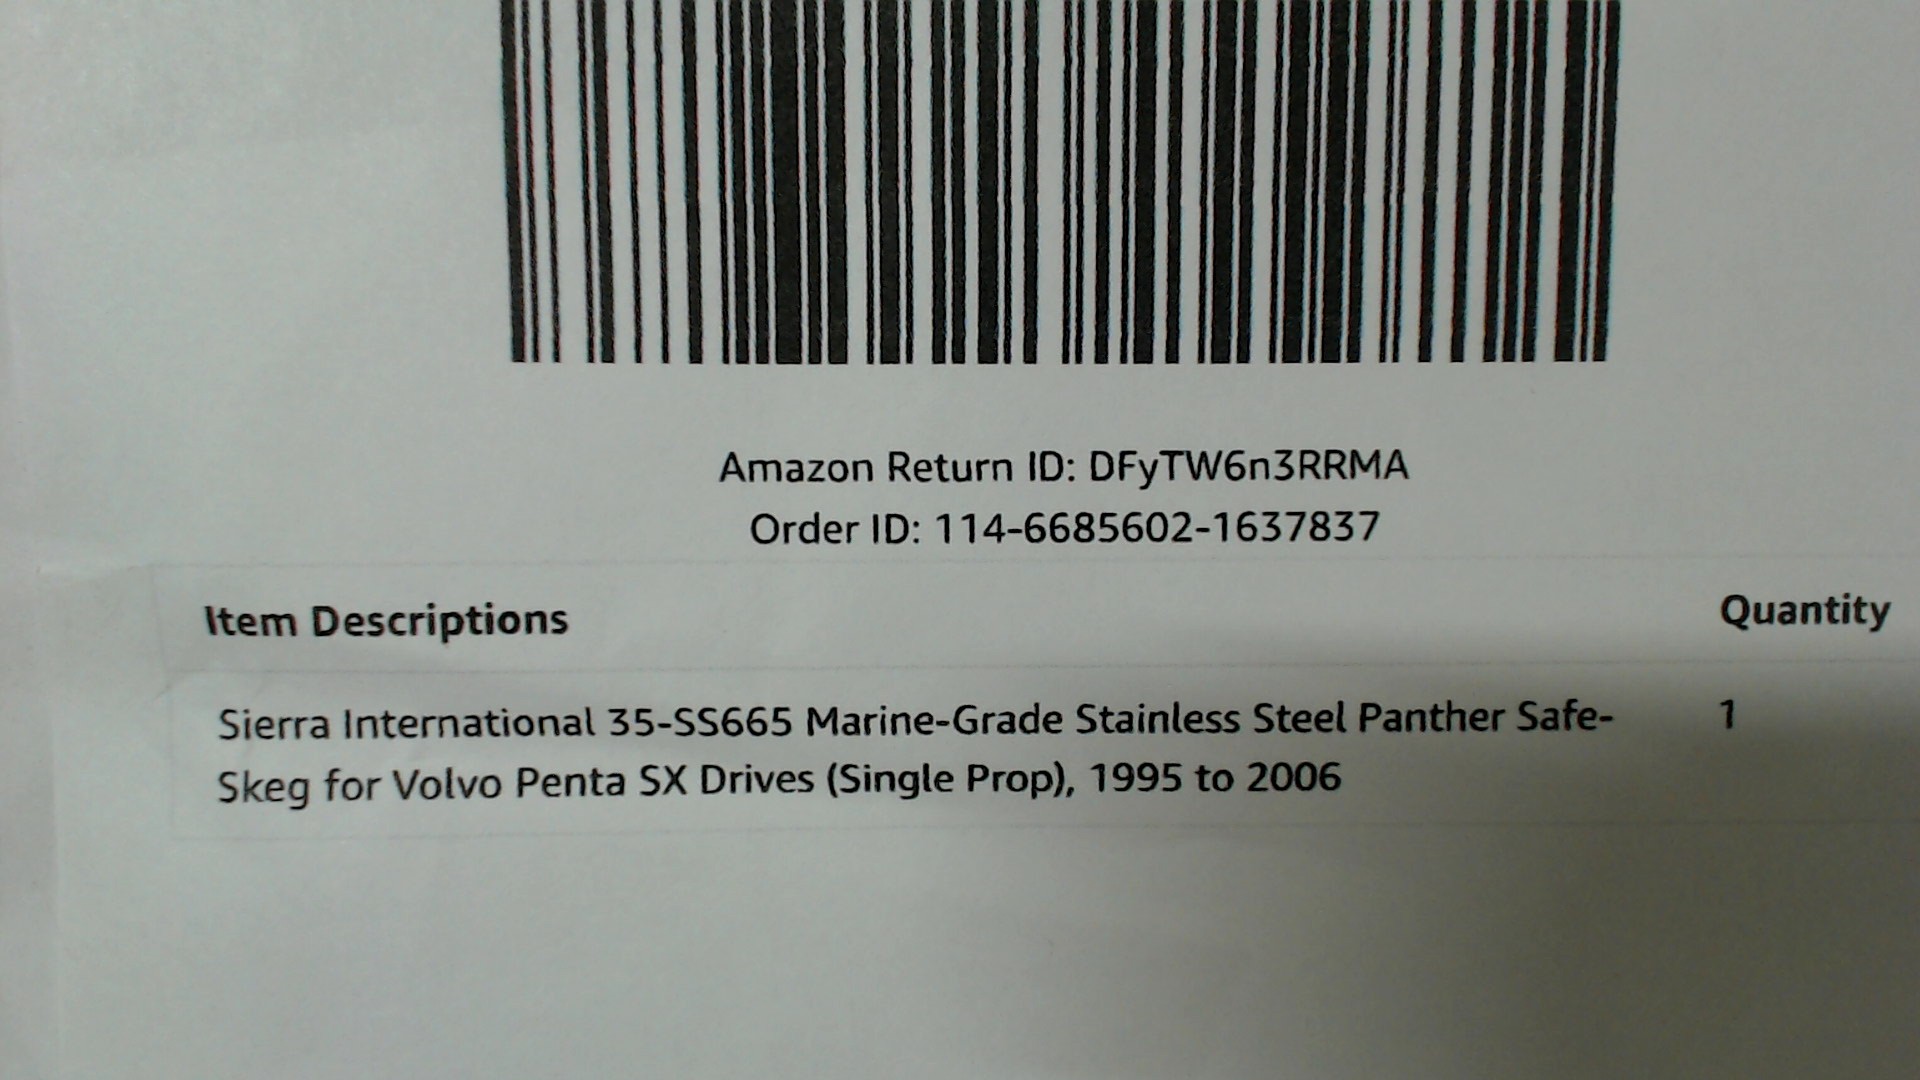 Amazon Return ID: DFyTW6n3RRMA
Order ID: 114-6685602-1637837
Item Descriptions
Quantity
Sierra International 35-SS665 Marine-Grade Stainless Steel Panther Safe-
1
Skeg for Volvo Penta SX Drives (Single Prop), 1995 to 2006